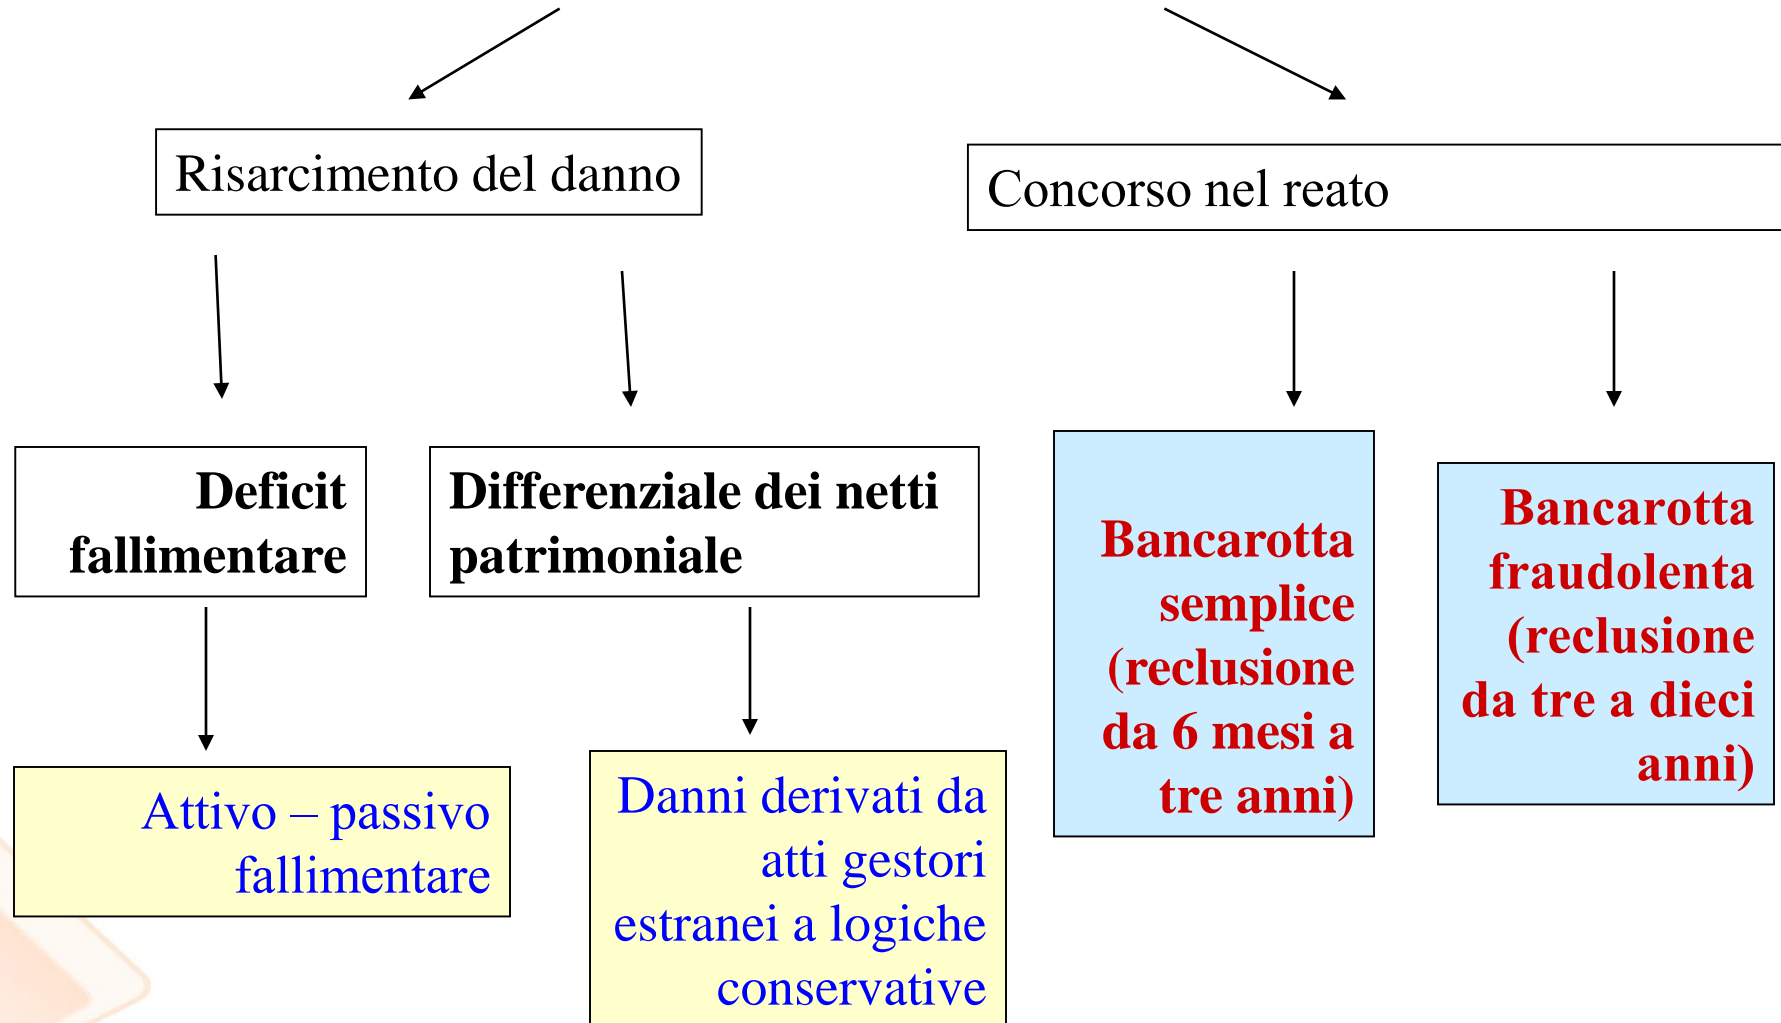 Risarcimento del danno
Concorso nel reato
Deficit
fallimentare
Differenziale dei netti
patrimoniale
Bancarotta
semplice
(reclusione
da 6 mesi a
tre anni)
Bancarotta
fraudolenta
(reclusione
da tre a dieci
anni)
Attivo – passivo
fallimentare
Danni derivati da
atti gestori
estranei a logiche
conservative